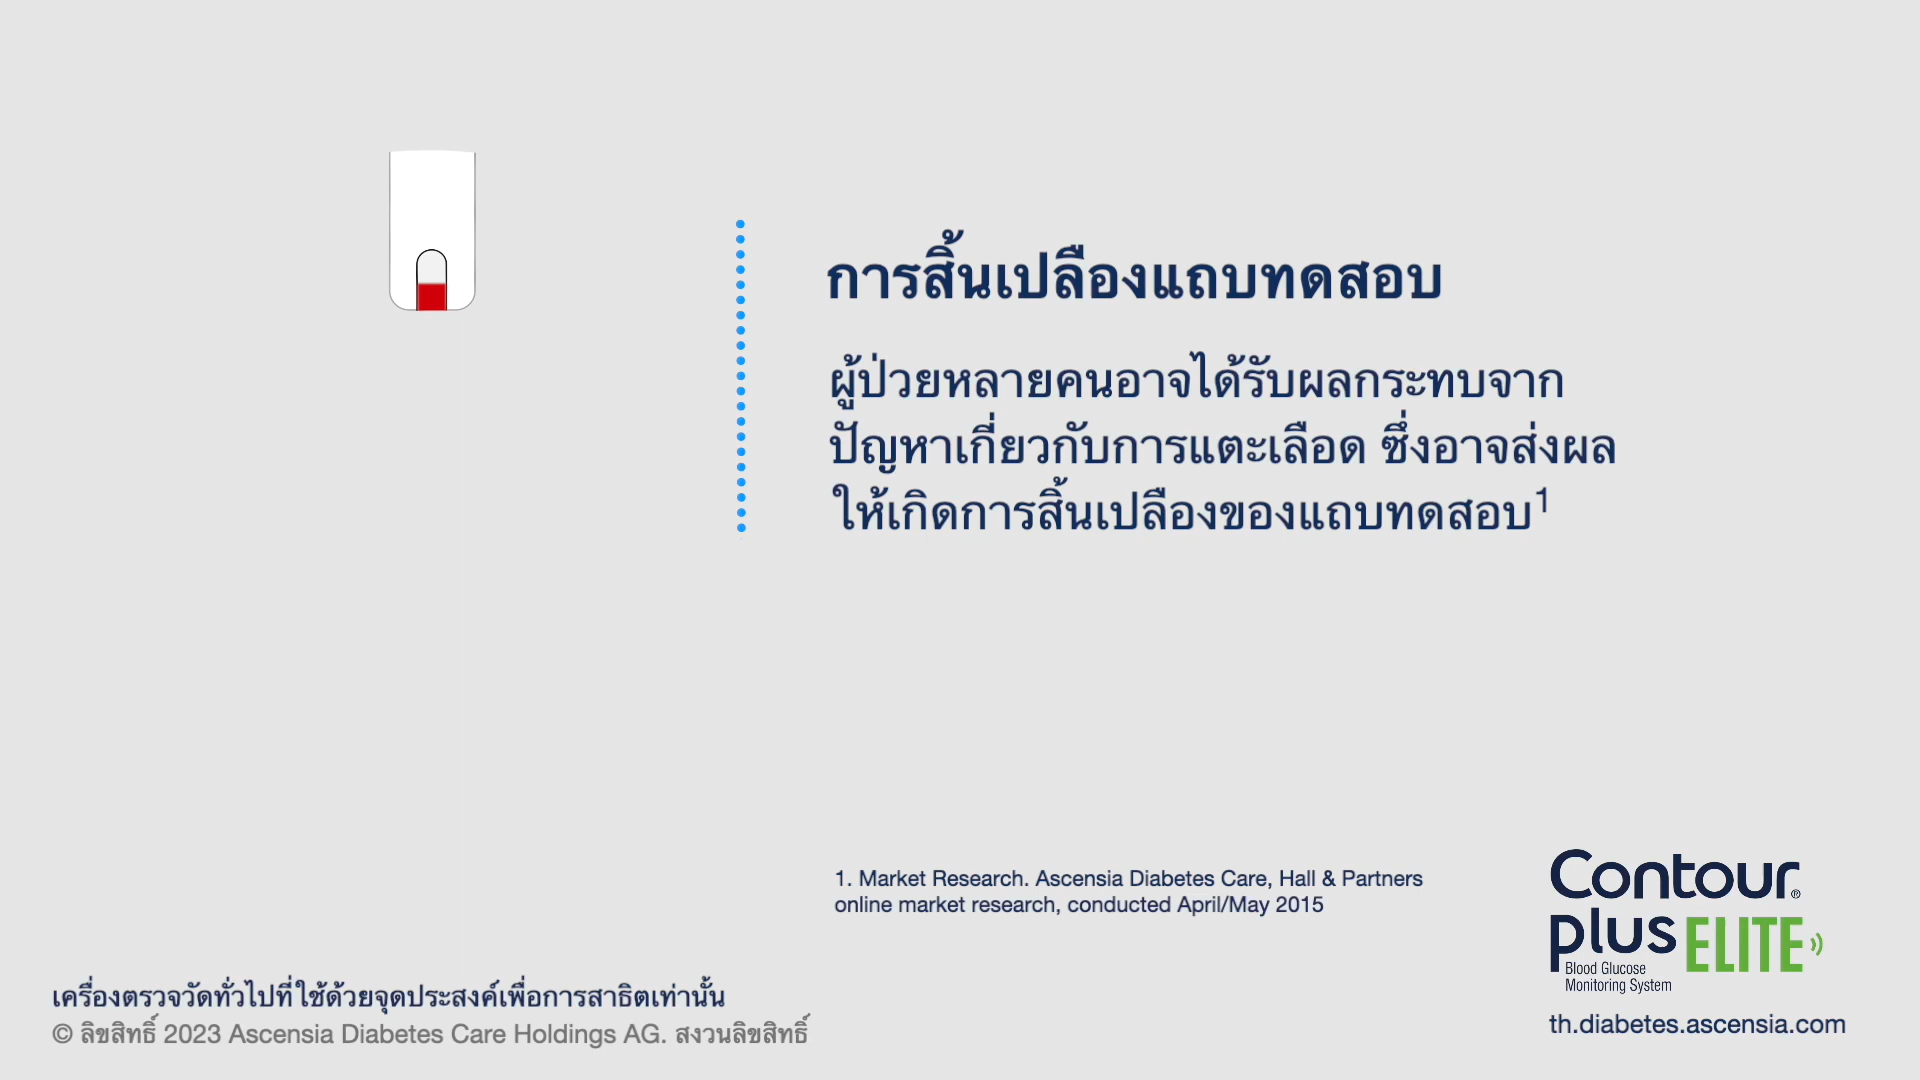 การสิ้นเปลืองแถบทดสอบ
ผู้ป่วยหลายคนอาจได้รับผลกระทบจาก
ปัญหาเกี่ยวกับการแตะเลือด ซึ่งอาจส่งผล
ให้เกิดการสิ้นเปลืองของแถบทดสอบ1
1. Market Research. Ascensia Diabetes Care, Hall & Partners
online market research, conducted April/May 2015
Contour®
plus ELITE
Blood Glucose
Monitoring System
th.diabetes.ascensia.com
เครื่องตรวจวัดทั่วไปที่ใช้ด้วยจุดประสงค์เพื่อการสาธิตเท่านั้น
© ลิขสิทธิ์ 2023 Ascensia Diabetes Care Holdings AG. สงวนลิขสิทธิ์